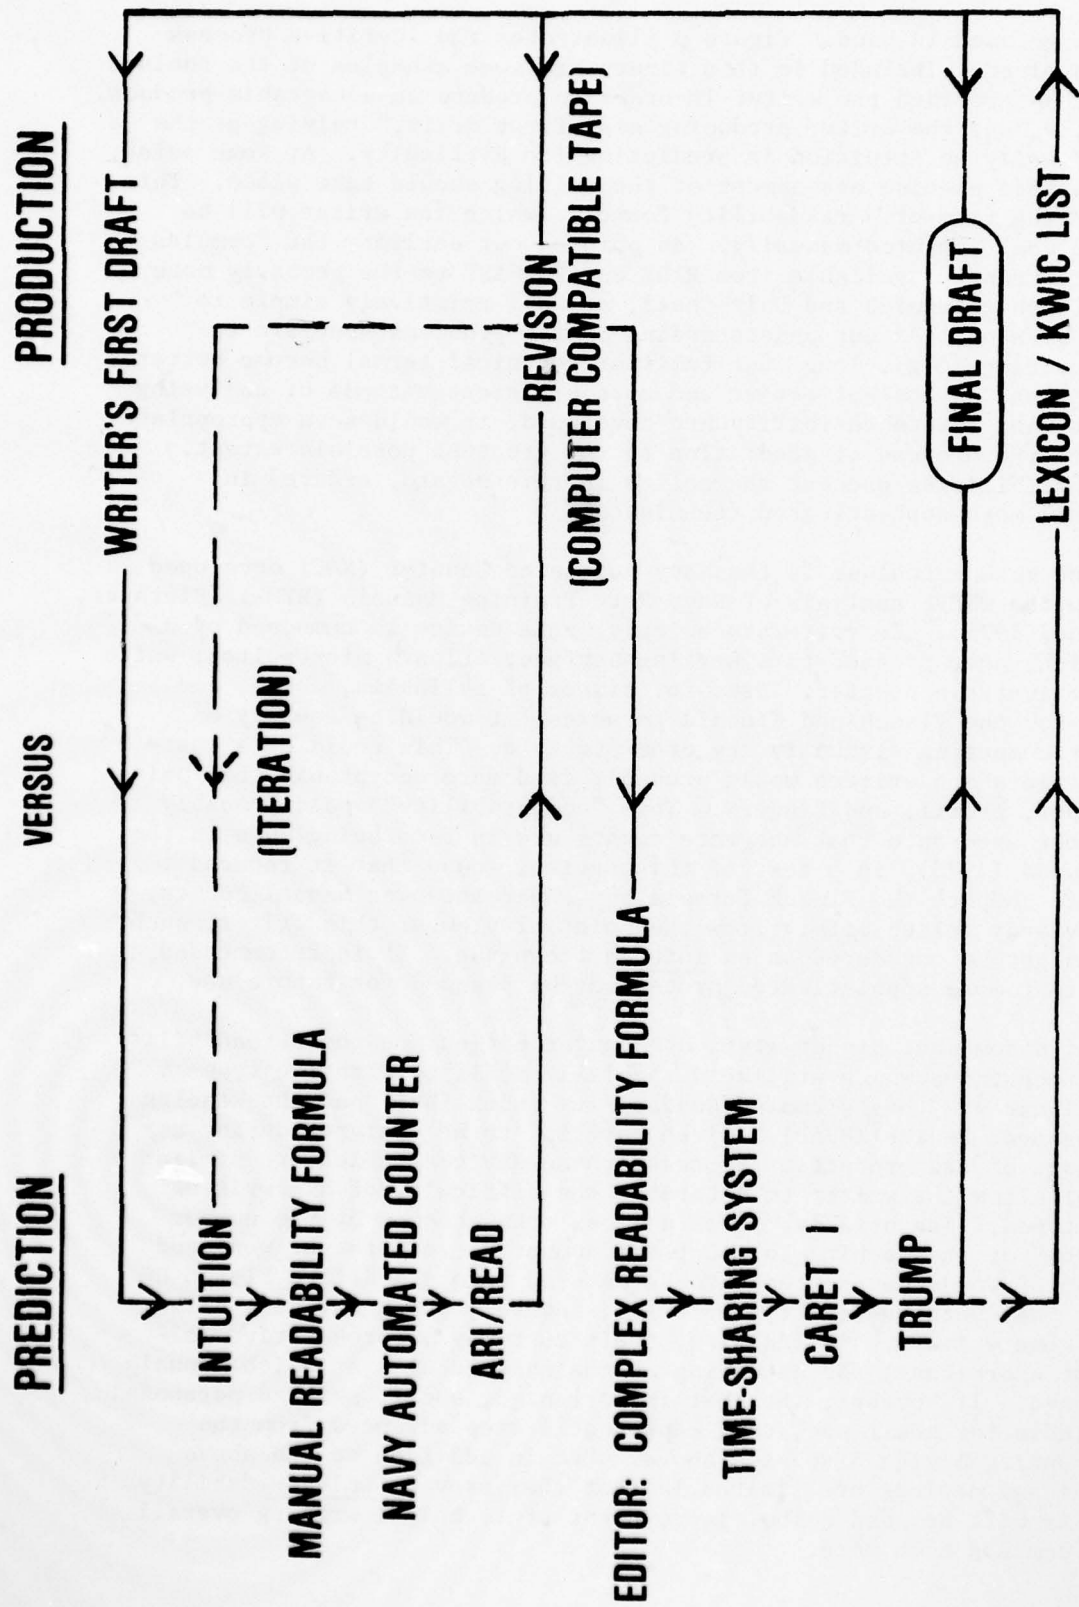 PREDICTION
VERSUS
PRODUCTION
WRITER'S FIRST DRAFT
INTUITION
(ITERATION)
MANUAL READABILITY FORMULA
NAVY AUTOMATED COUNTER
ARI/READ
REVISION
(COMPUTER COMPATIBLE TAPE)
EDITOR: COMPLEX READABILITY FORMULA
TIME-SHARING SYSTEM
CARET I
TRUMP
FINAL DRAFT
LEXICON / KWIC LIST